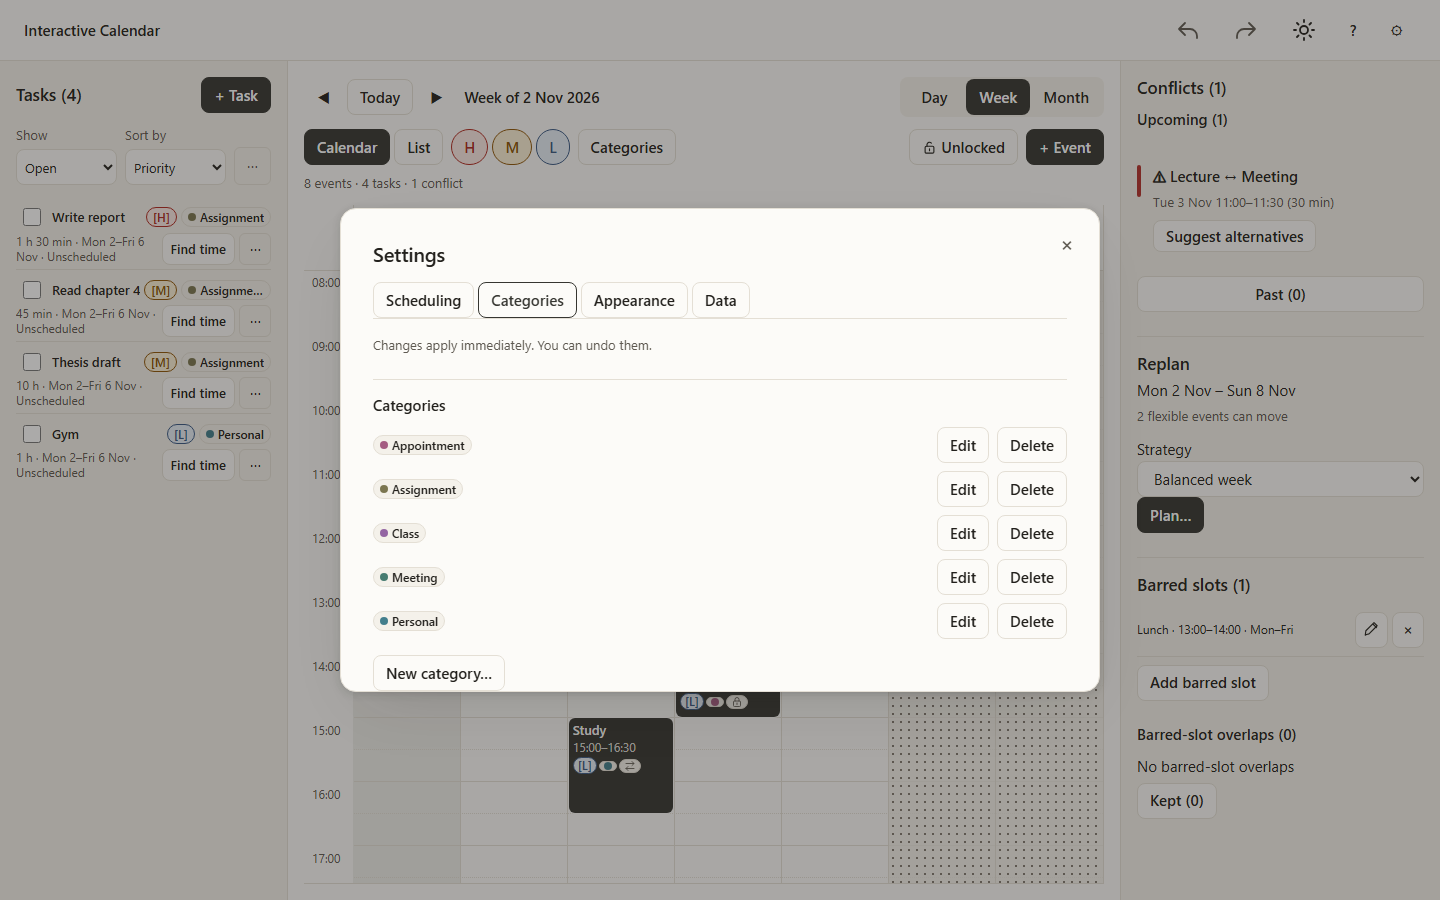 Interactive Calendar
?
Tasks (4)
+ Task
Show
Sort by
Open
Priority
...
Write report
[H]
Assignment
1 h 30 min · Mon 2–Fri 6
Nov · Unscheduled
Find time
...
Read chapter 4
[M]
Assignme...
45 min · Mon 2–Fri 6 Nov ·
Unscheduled
Find time
...
Thesis draft
[M]
Assignment
10 h · Mon 2–Fri 6 Nov ·
Unscheduled
Find time
...
Gym
[L]
Personal
1 h · Mon 2–Fri 6 Nov ·
Unscheduled
Find time
...
Today
Week of 2 Nov 2026
Day
Week
Month
Calendar
List
H
M
L
Categories
Unlocked
+ Event
8 events · 4 tasks · 1 conflict
08:00
09:00
10:00
11:00
12:00
13:00
14:00
15:00
16:00
17:00
[L]
Study
15:00–16:30
[L]
Settings
×
Scheduling
Categories
Appearance
Data
Changes apply immediately. You can undo them.
Categories
Appointment
Edit
Delete
Assignment
Edit
Delete
Class
Edit
Delete
Meeting
Edit
Delete
Personal
Edit
Delete
New category...
Conflicts (1)
Upcoming (1)
⚠ Lecture ↔ Meeting
Tue 3 Nov 11:00–11:30 (30 min)
Suggest alternatives
Past (0)
Replan
Mon 2 Nov – Sun 8 Nov
2 flexible events can move
Strategy
Balanced week
Plan...
Barred slots (1)
Lunch · 13:00–14:00 · Mon–Fri
×
Add barred slot
Barred-slot overlaps (0)
No barred-slot overlaps
Kept (0)